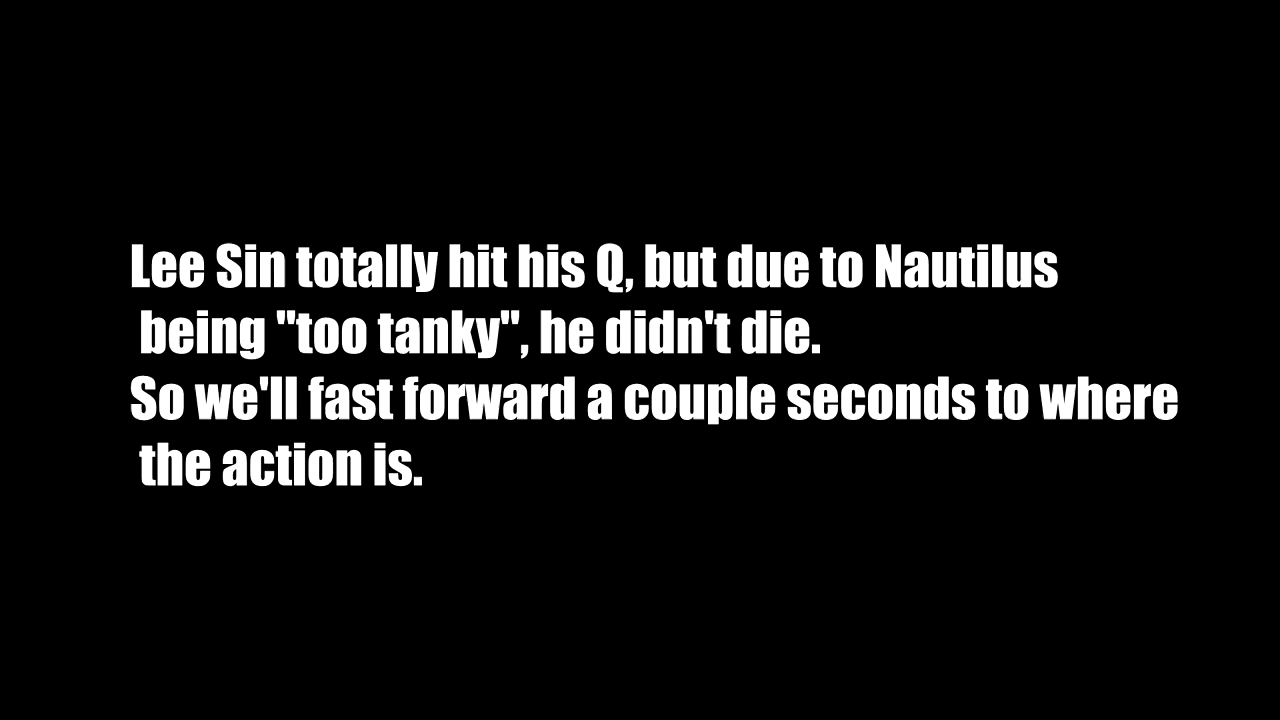 Lee Sin totally hit his Q, but due to Nautilus
being "too tanky", he didn't die.
So we'll fast forward a couple seconds to where
the action is.